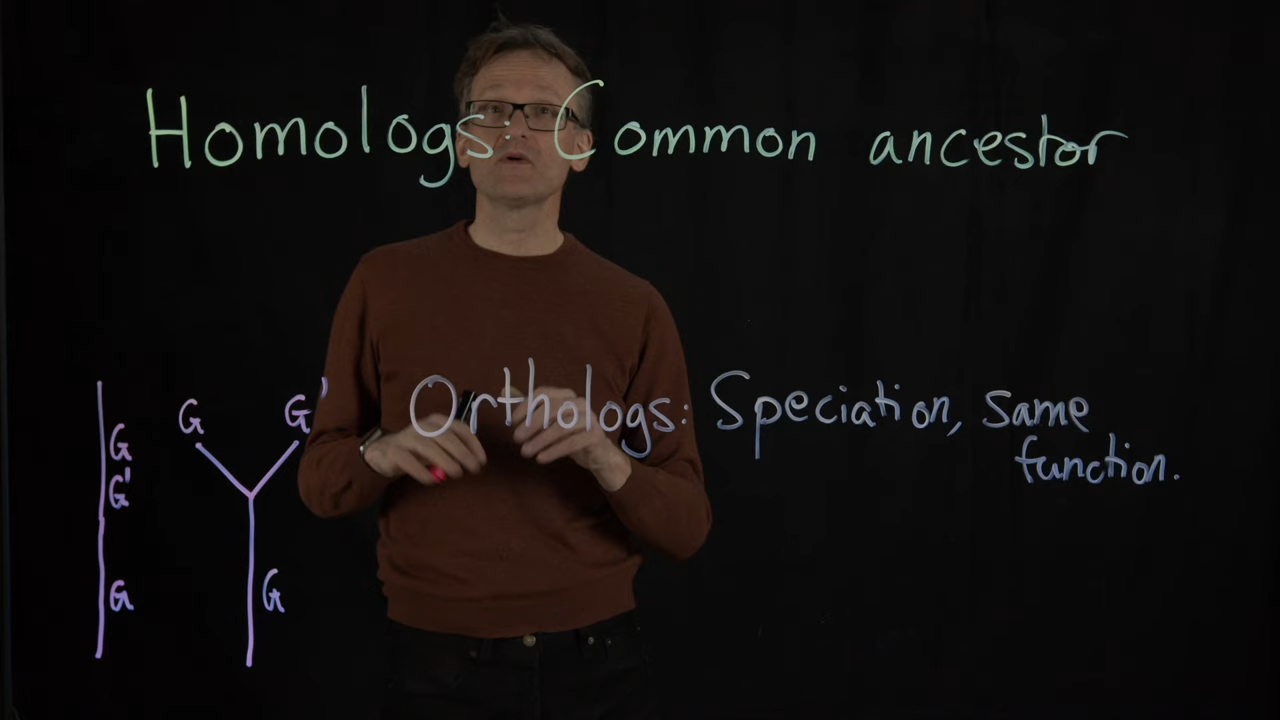 Homologs: Common ancestor
Orthologs: Speciation, same
function.
G
G'
G
G
G'
G